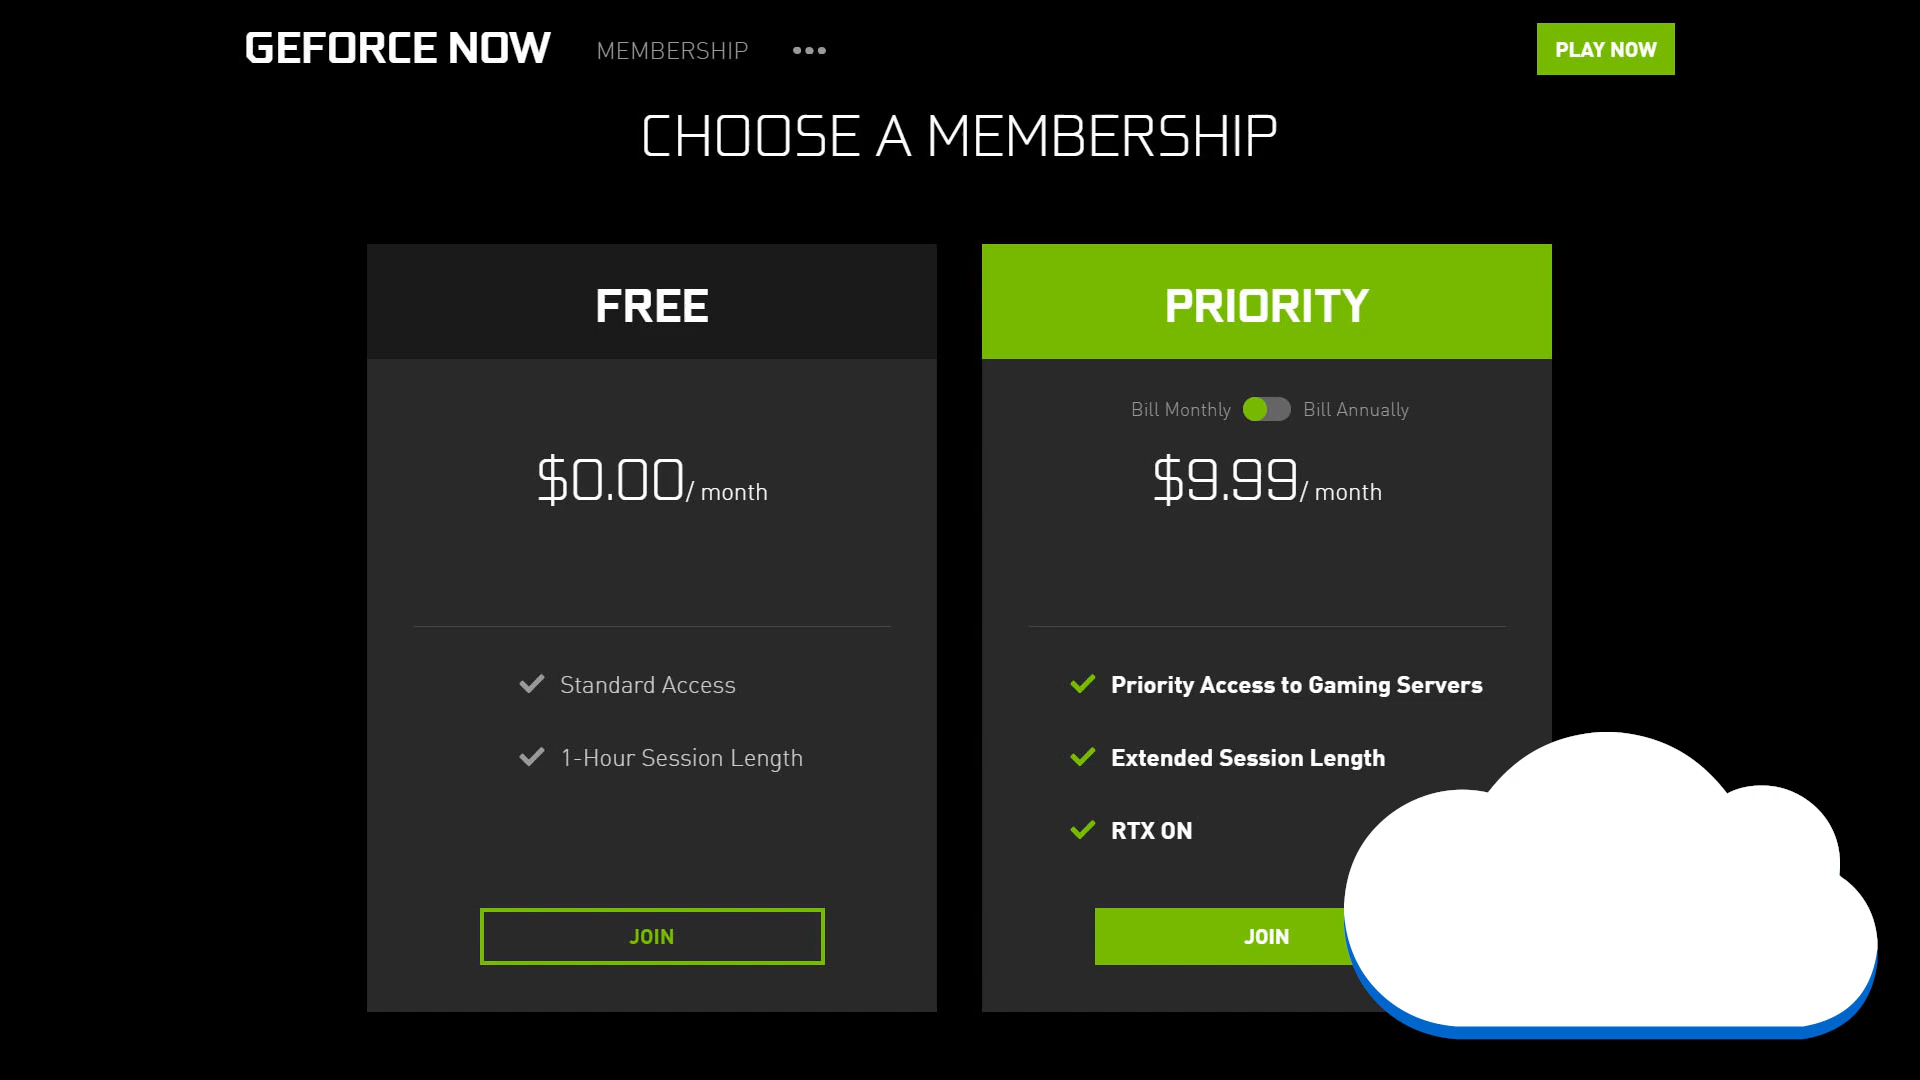 GEFORCE NOW
MEMBERSHIP
PLAY NOW
CHOOSE A MEMBERSHIP
FREE
$0.00/ month
Standard Access
1-Hour Session Length
JOIN
PRIORITY
Bill Monthly Bill Annually
$9.99/ month
Priority Access to Gaming Servers
Extended Session Length
RTX ON
JOIN